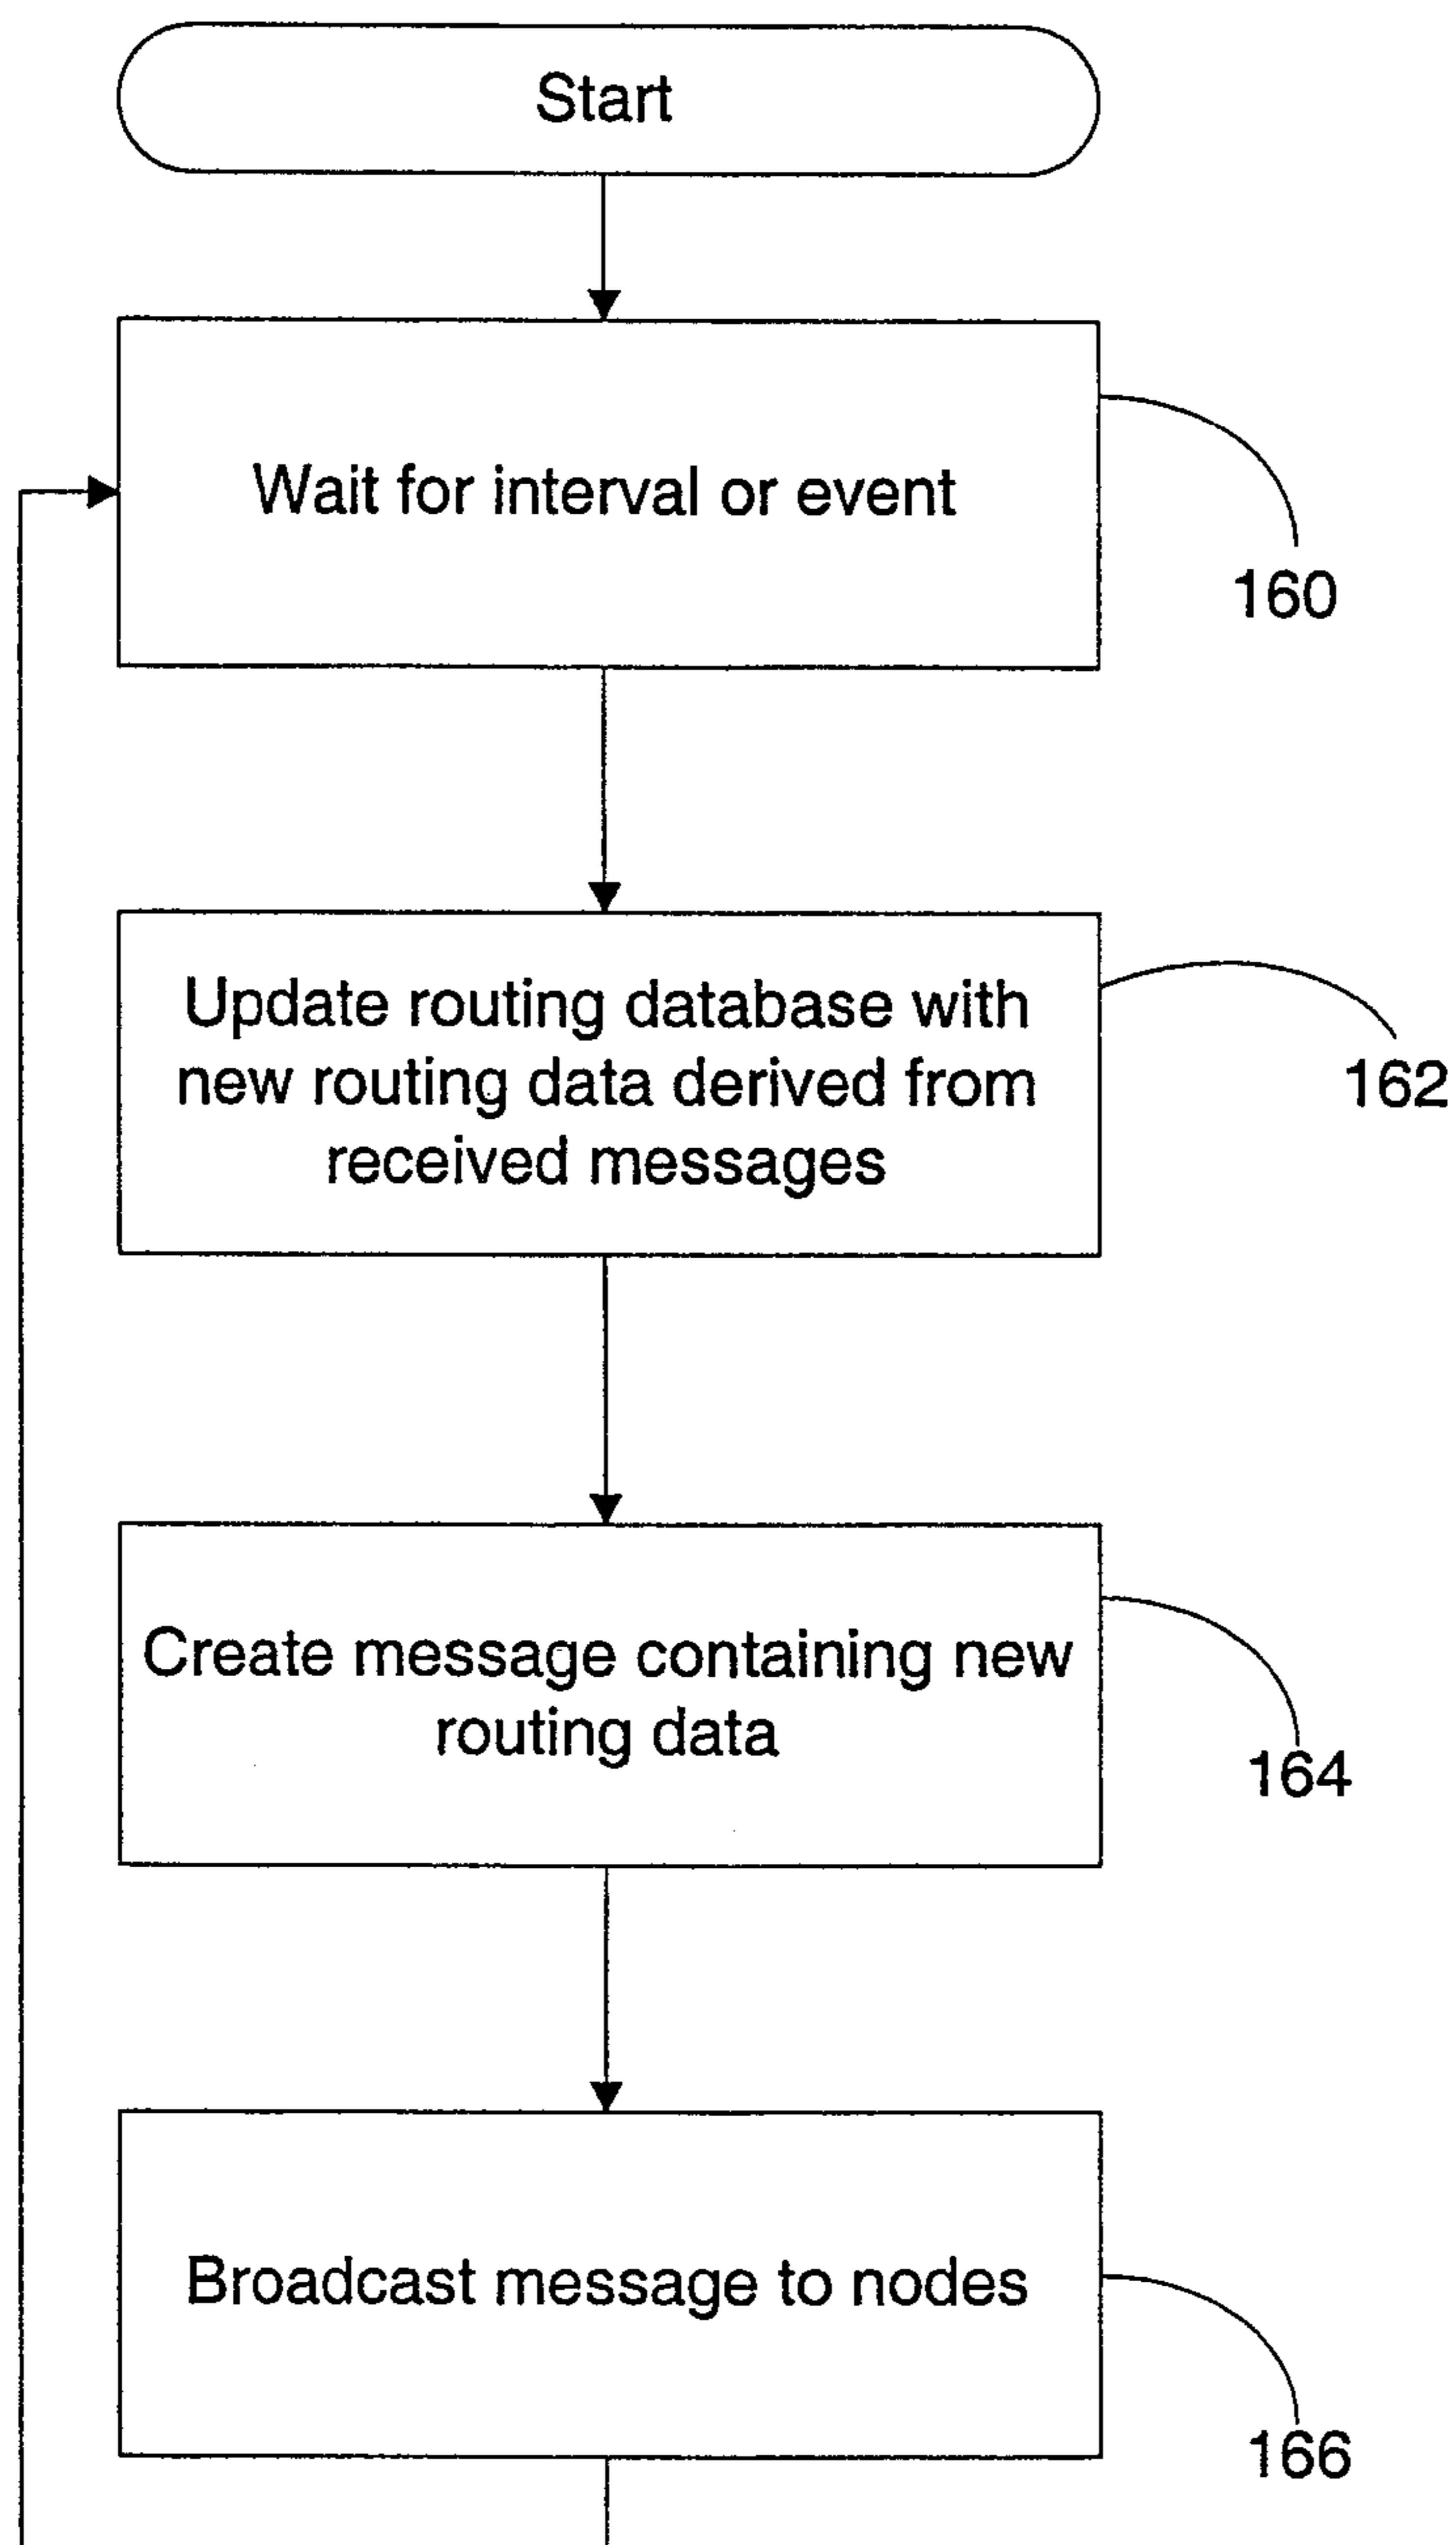 Start
Wait for interval or event
160
Update routing database with
new routing data derived from
received messages
162
Create message containing new
routing data
164
Broadcast message to nodes
166